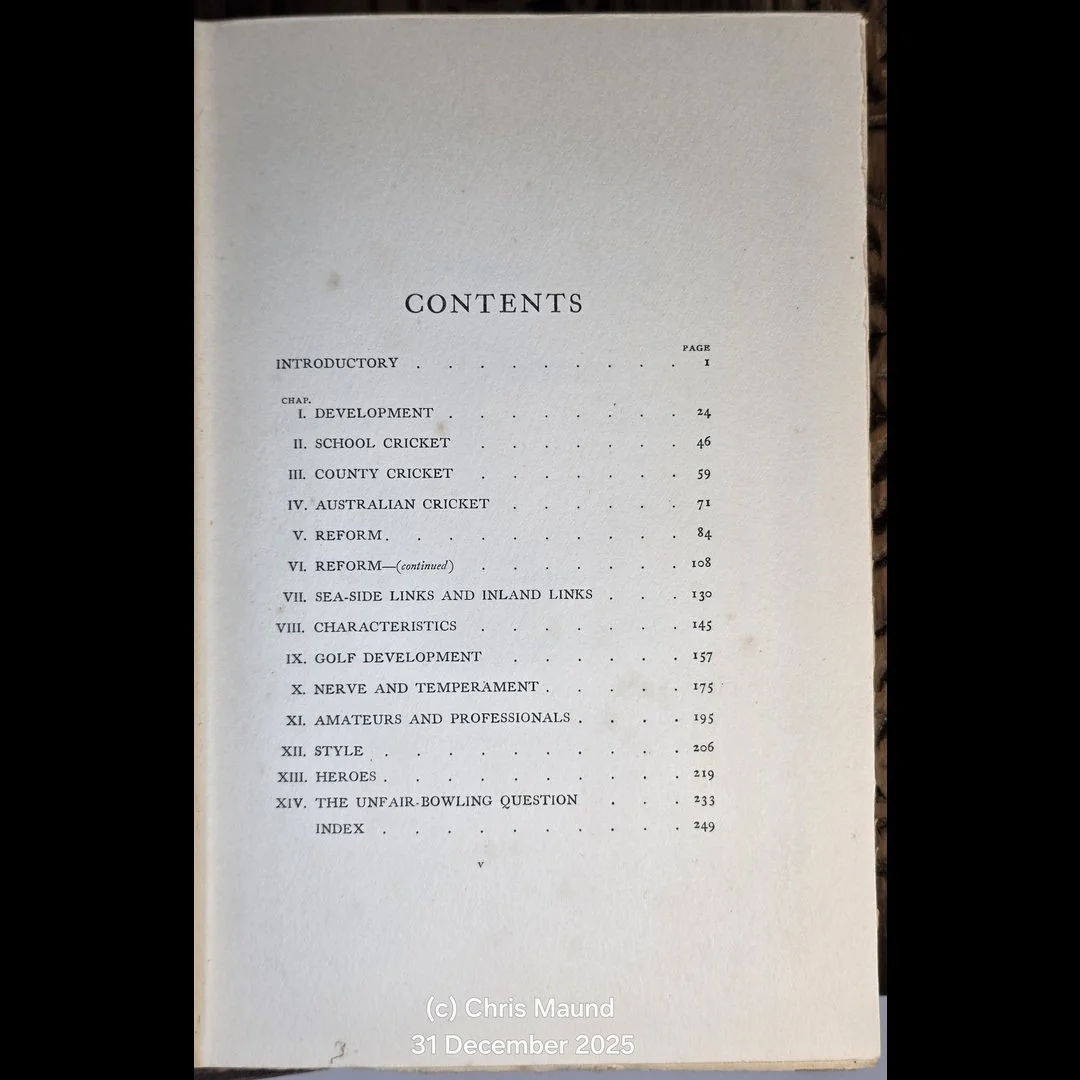 CONTENTS
PAGE
INTRODUCTORY . . . . . . . . . 1
CHAP.
I. DEVELOPMENT . . . . . . . . 24
II. SCHOOL CRICKET . . . . . . . 46
III. COUNTY CRICKET . . . . . . . 59
IV. AUSTRALIAN CRICKET . . . . . . 71
V. REFORM . . . . . . . . . . 84
VI. REFORM—(continued) . . . . . . . 108
VII. SEA-SIDE LINKS AND INLAND LINKS . . . 130
VIII. CHARACTERISTICS . . . . . . . 145
IX. GOLF DEVELOPMENT . . . . . . 157
X. NERVE AND TEMPERAMENT . . . . . 175
XI. AMATEURS AND PROFESSIONALS . . . . 195
XII. STYLE . . . . . . . . . . 206
XIII. HEROES . . . . . . . . . . 219
XIV. THE UNFAIR-BOWLING QUESTION . . . 233
INDEX . . . . . . . . . . 249
v
(c) Chris Maund
31 December 2025
3